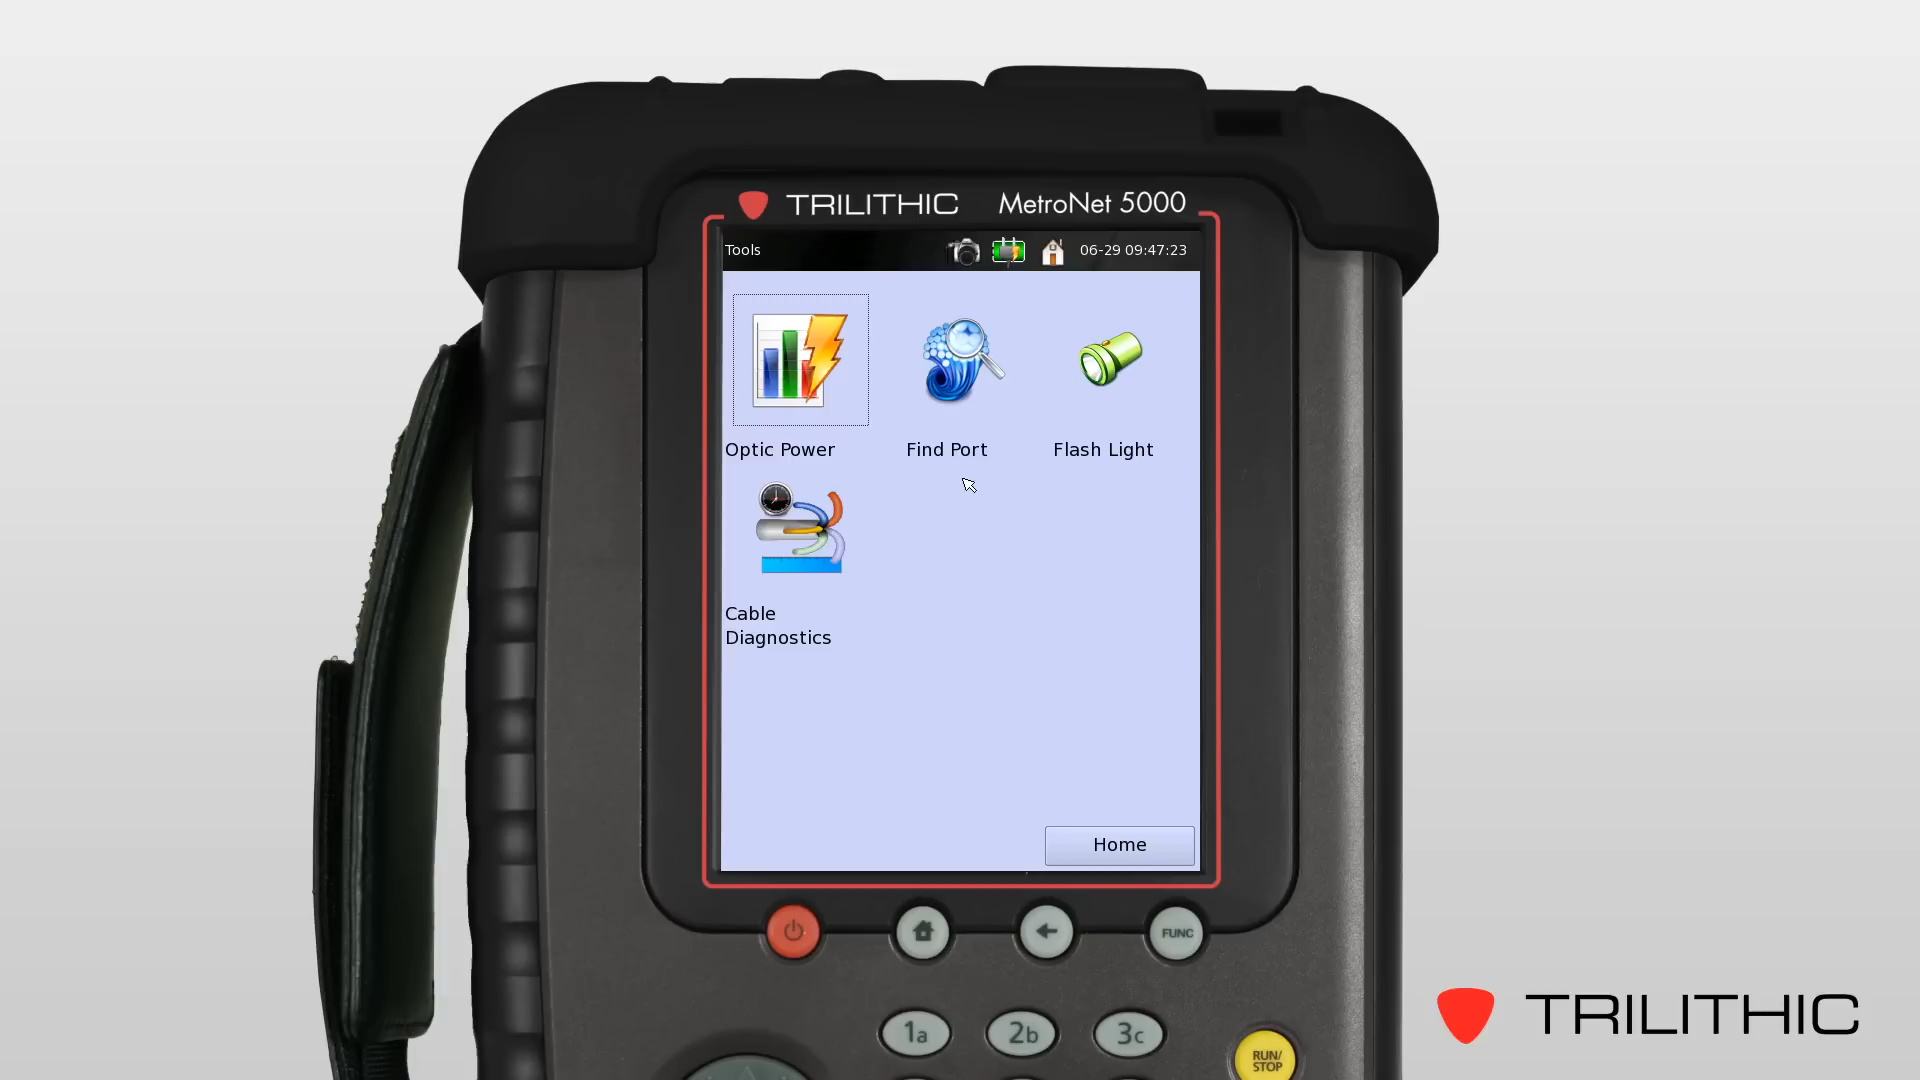 TRILITHIC MetroNet 5000
Tools 06-29 09:47:23
Optic Power Find Port Flash Light
Cable
Diagnostics
Home
FUNC
1a 2b 3c
RUN/
STOP
TRILITHIC